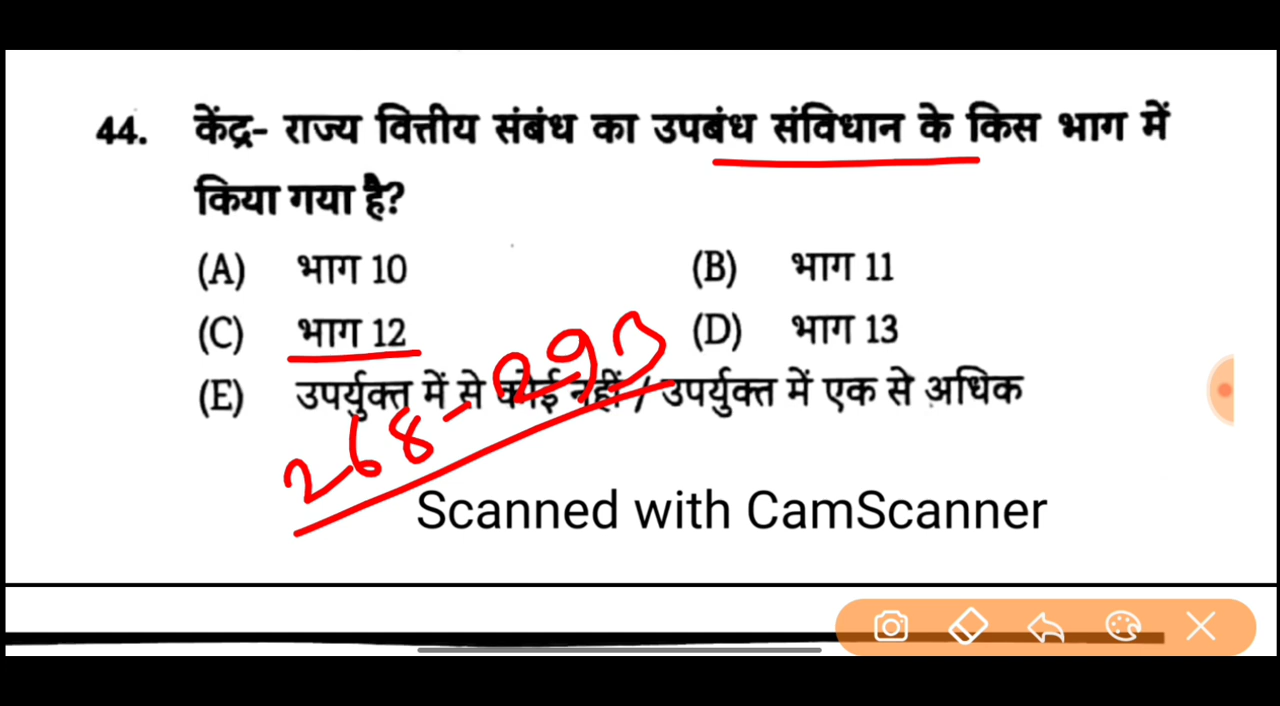 44. केंद्र- राज्य वित्तीय संबंध का उपबंध संविधान के किस भाग में
किया गया है?
(A) भाग 10 (B) भाग 11
(C) भाग 12 (D) भाग 13
(E) उपर्युक्त में से कोई नहीं / उपर्युक्त में एक से अधिक
268-293
Scanned with CamScanner